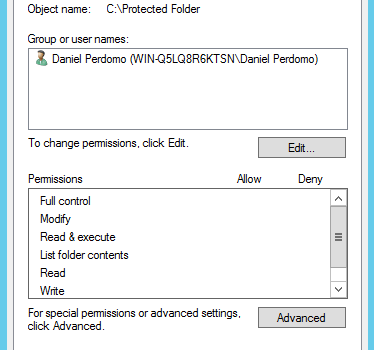 Object name: C:\Protected Folder
Group or user names:
Daniel Perdomo (WIN-Q5LQ8R6KTSN\Daniel Perdomo)
To change permissions, click Edit.
Edit...
Permissions Allow Deny
Full control
Modify
Read & execute
List folder contents
Read
Write
For special permissions or advanced settings,
click Advanced.
Advanced